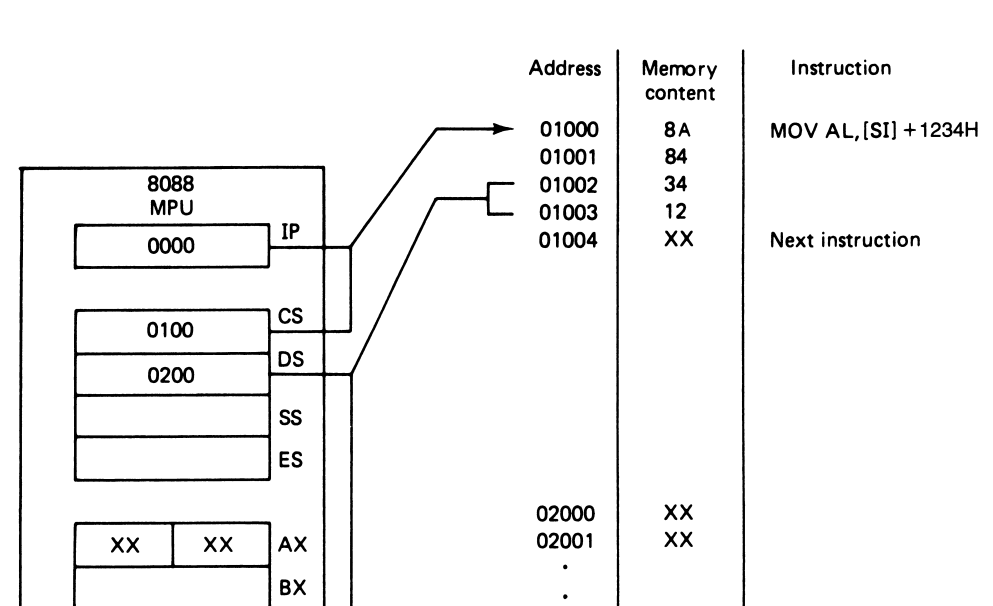 Address Memory content Instruction
01000 8A MOV AL,[SI] +1234H
01001 84
01002 34
01003 12
01004 XX Next instruction
02000 XX
02001 XX
.
.
8088
MPU
0000 IP
0100 CS
0200 DS
SS
ES
XX XX AX
BX